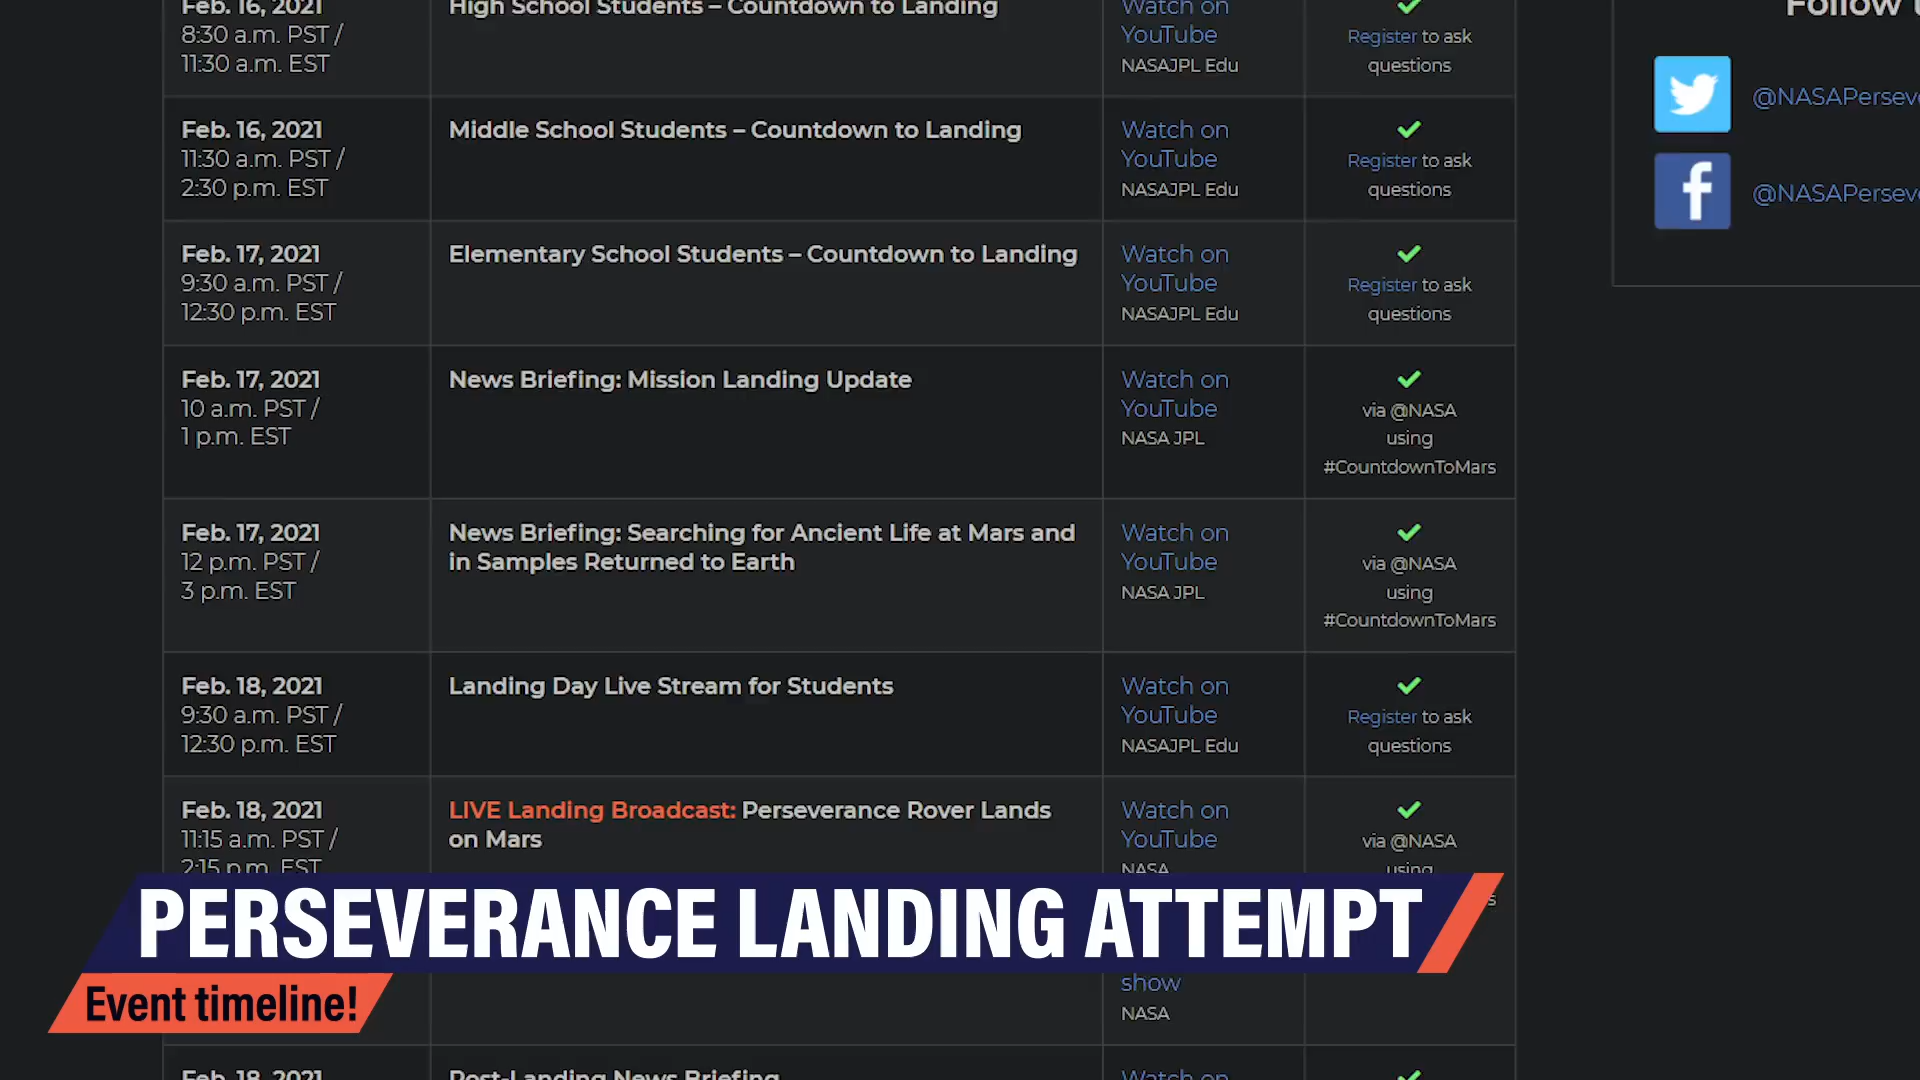 Feb. 16, 2021
High School Students – Countdown to Landing
Watch on
8:30 a.m. PST /
YouTube
Register to ask
11:30 a.m. EST
NASAJPL Edu
questions
Follow
@NASAPerseve
@NASAPerseve
Feb. 16, 2021
Middle School Students – Countdown to Landing
Watch on
11:30 a.m. PST /
YouTube
Register to ask
2:30 p.m. EST
NASAJPL Edu
questions
Feb. 17, 2021
Elementary School Students – Countdown to Landing
Watch on
9:30 a.m. PST /
YouTube
Register to ask
12:30 p.m. EST
NASAJPL Edu
questions
Feb. 17, 2021
News Briefing: Mission Landing Update
Watch on
10 a.m. PST /
YouTube
via @NASA
1 p.m. EST
NASA JPL
using
#CountdownToMars
Feb. 17, 2021
News Briefing: Searching for Ancient Life at Mars and
in Samples Returned to Earth
Watch on
12 p.m. PST /
YouTube
via @NASA
3 p.m. EST
NASA JPL
using
#CountdownToMars
Feb. 18, 2021
Landing Day Live Stream for Students
Watch on
9:30 a.m. PST /
YouTube
Register to ask
12:30 p.m. EST
NASAJPL Edu
questions
Feb. 18, 2021
LIVE Landing Broadcast: Perseverance Rover Lands
on Mars
Watch on
11:15 a.m. PST /
YouTube
via @NASA
2:15 p.m. EST
NASA
using
s
PERSEVERANCE LANDING ATTEMPT
show
Event timeline!
NASA
Feb. 18, 2021
Post-Landing News Briefing
Watch on